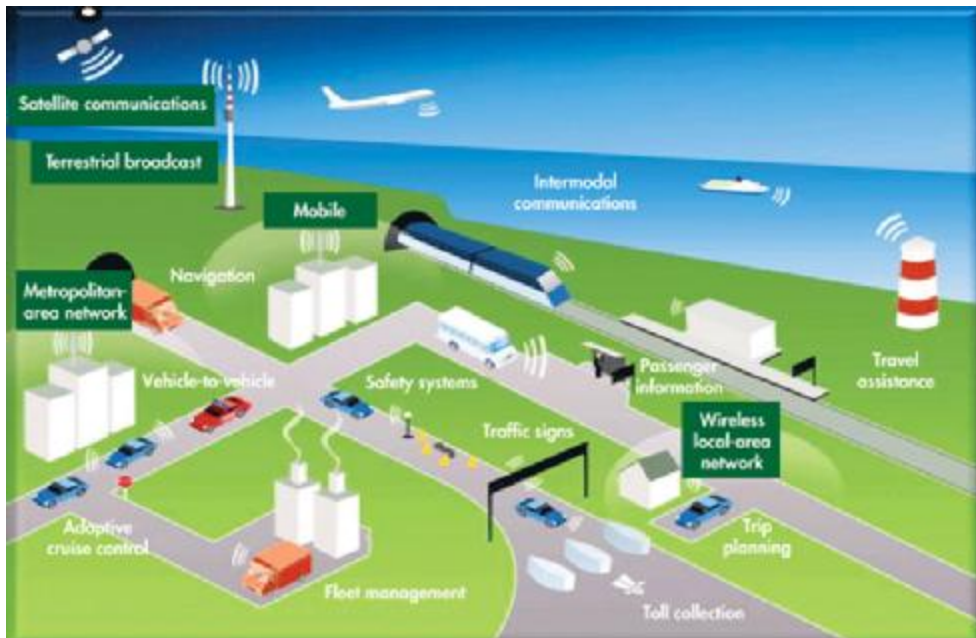 Satellite communications
Terrestrial broadcast
Intermodal
communications
Mobile
Navigation
Metropolitan-
area network
Vehicle-to-vehicle
Safety systems
Passenger
information
Travel
assistance
Traffic signs
Wireless
local-area
network
Adaptive
cruise control
Trip
planning
Fleet management
Toll collection